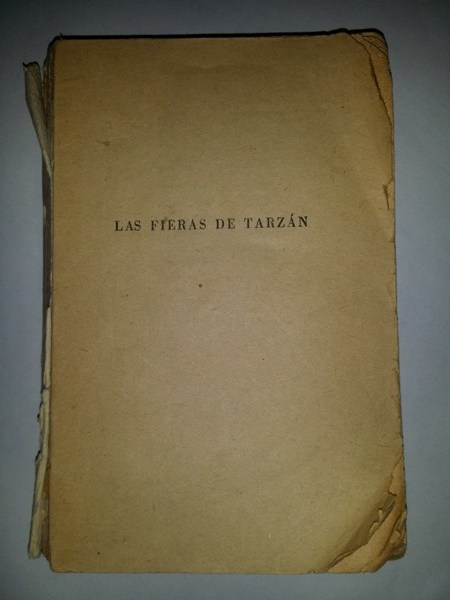 LAS FIERAS DE TARZÁN